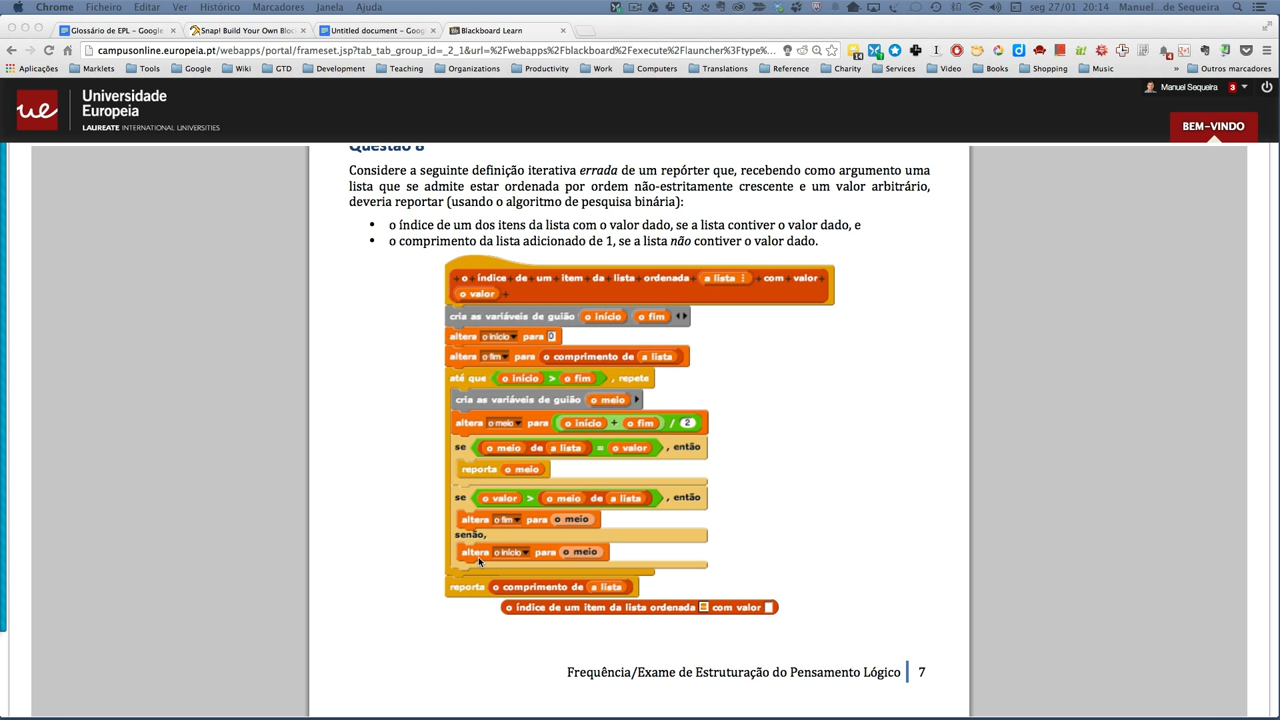 Chrome Ficheiro Editar Ver Histórico Marcadores Janela Ajuda seg 27/01 20:14 Manuel _ de Sequeira
Glossário de EPL – Google Snap! Build Your Own Bloc Untitled document – Goog Blackboard Learn
campusonline.europeia.pt/webapps/portal/frameset.jsp?tab_tab_group_id=_2_1&url=%2Fwebapps%2Fblackboard%2Fexecute%2Flauncher%3Ftype%...
Aplicações Marklets Tools Google Wiki GTD Development Teaching Organizations Productivity Work Computers Translations Reference Charity Services Video Books Shopping Music » Outros marcadores
ue Universidade Europeia
LAUREATE INTERNATIONAL UNIVERSITIES
Manuel Sequeira 3
BEM-VINDO
Questão 8
Considere a seguinte definição iterativa errada de um repórter que, recebendo como argumento uma
lista que se admite estar ordenada por ordem não-estritamente crescente e um valor arbitrário,
deveria reportar (usando o algoritmo de pesquisa binária):
• o índice de um dos itens da lista com o valor dado, se a lista contiver o valor dado, e
• o comprimento da lista adicionado de 1, se a lista não contiver o valor dado.
+ o + índice + de + um + item + da + lista + ordenada + a lista ⋮ + com + valor +
o valor +
cria as variáveis de guião o início o fim
altera o início para 0
altera o fim para o comprimento de a lista
até que o início > o fim , repete
cria as variáveis de guião o meio
altera o meio para o início + o fim / 2
se o meio de a lista = o valor , então
reporta o meio
se o valor > o meio de a lista , então
altera o fim para o meio
senão,
altera o início para o meio
reporta o comprimento de a lista
o índice de um item da lista ordenada com valor
Frequência/Exame de Estruturação do Pensamento Lógico 7